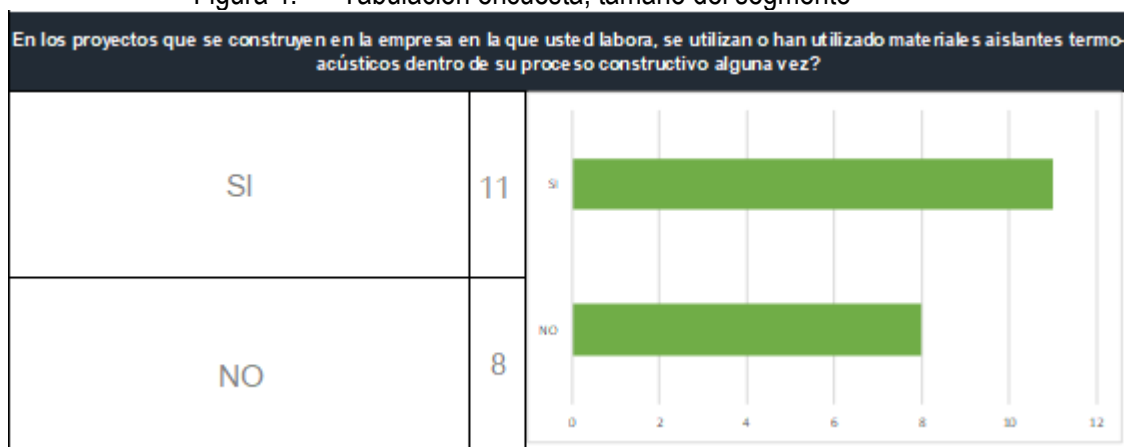 Figura 1. Tabulación encuesta, tamaño del segmento
En los proyectos que se construyen en la empresa en la que usted labora, se utilizan o han utilizado materiales aislantes termo-
acústicos dentro de su proceso constructivo alguna vez?
SI
11
SI
NO
8
NO
0 2 4 6 8 10 12